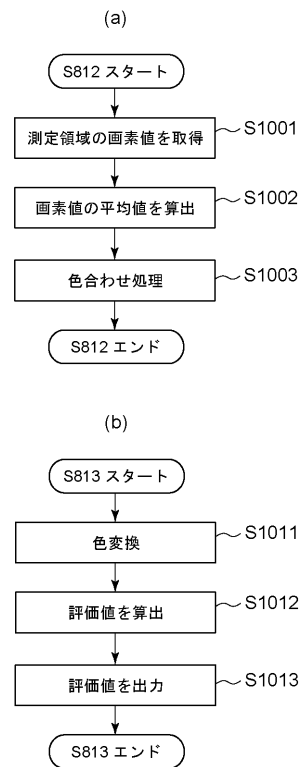 (a)
S812 スタート
測定領域の画素値を取得
S1001
画素値の平均値を算出
S1002
色合わせ処理
S1003
S812 エンド
(b)
S813 スタート
色変換
S1011
評価値を算出
S1012
評価値を出力
S1013
S813 エンド